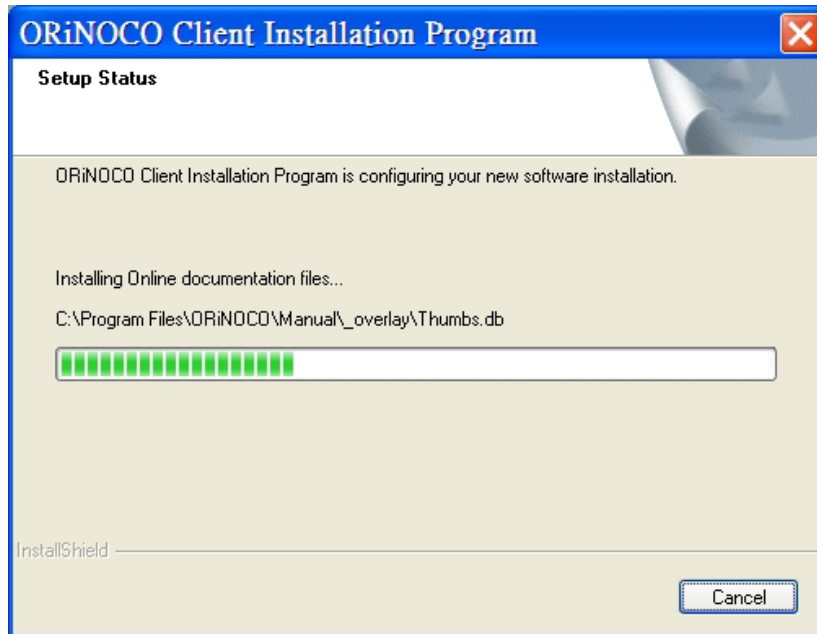 ORiNOCO Client Installation Program
Setup Status
ORiNOCO Client Installation Program is configuring your new software installation.
Installing Online documentation files...
C:\Program Files\ORiNOCO\Manual\_overlay\Thumbs.db
InstallShield
Cancel